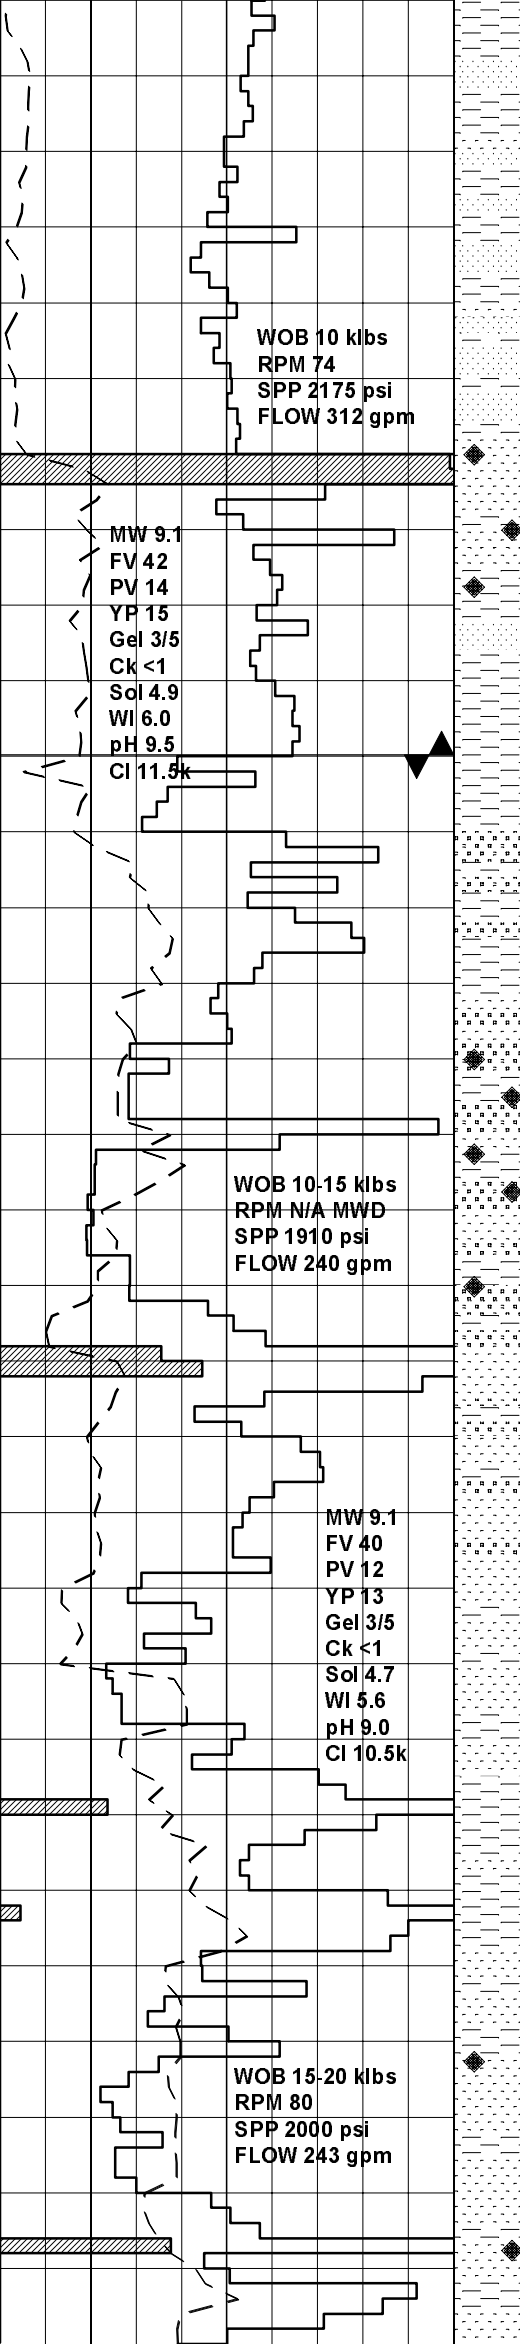 WOB 10 klbs
RPM 74
SPP 2175 psi
FLOW 312 gpm
MW 9.1
FV 42
PV 14
YP 15
Gel 3/5
Ck <1
Sol 4.9
Wl 6.0
pH 9.5
Cl 11.5k
WOB 10-15 klbs
RPM N/A MWD
SPP 1910 psi
FLOW 240 gpm
MW 9.1
FV 40
PV 12
YP 13
Gel 3/5
Ck <1
Sol 4.7
Wl 5.6
pH 9.0
Cl 10.5k
WOB 15-20 klbs
RPM 80
SPP 2000 psi
FLOW 243 gpm